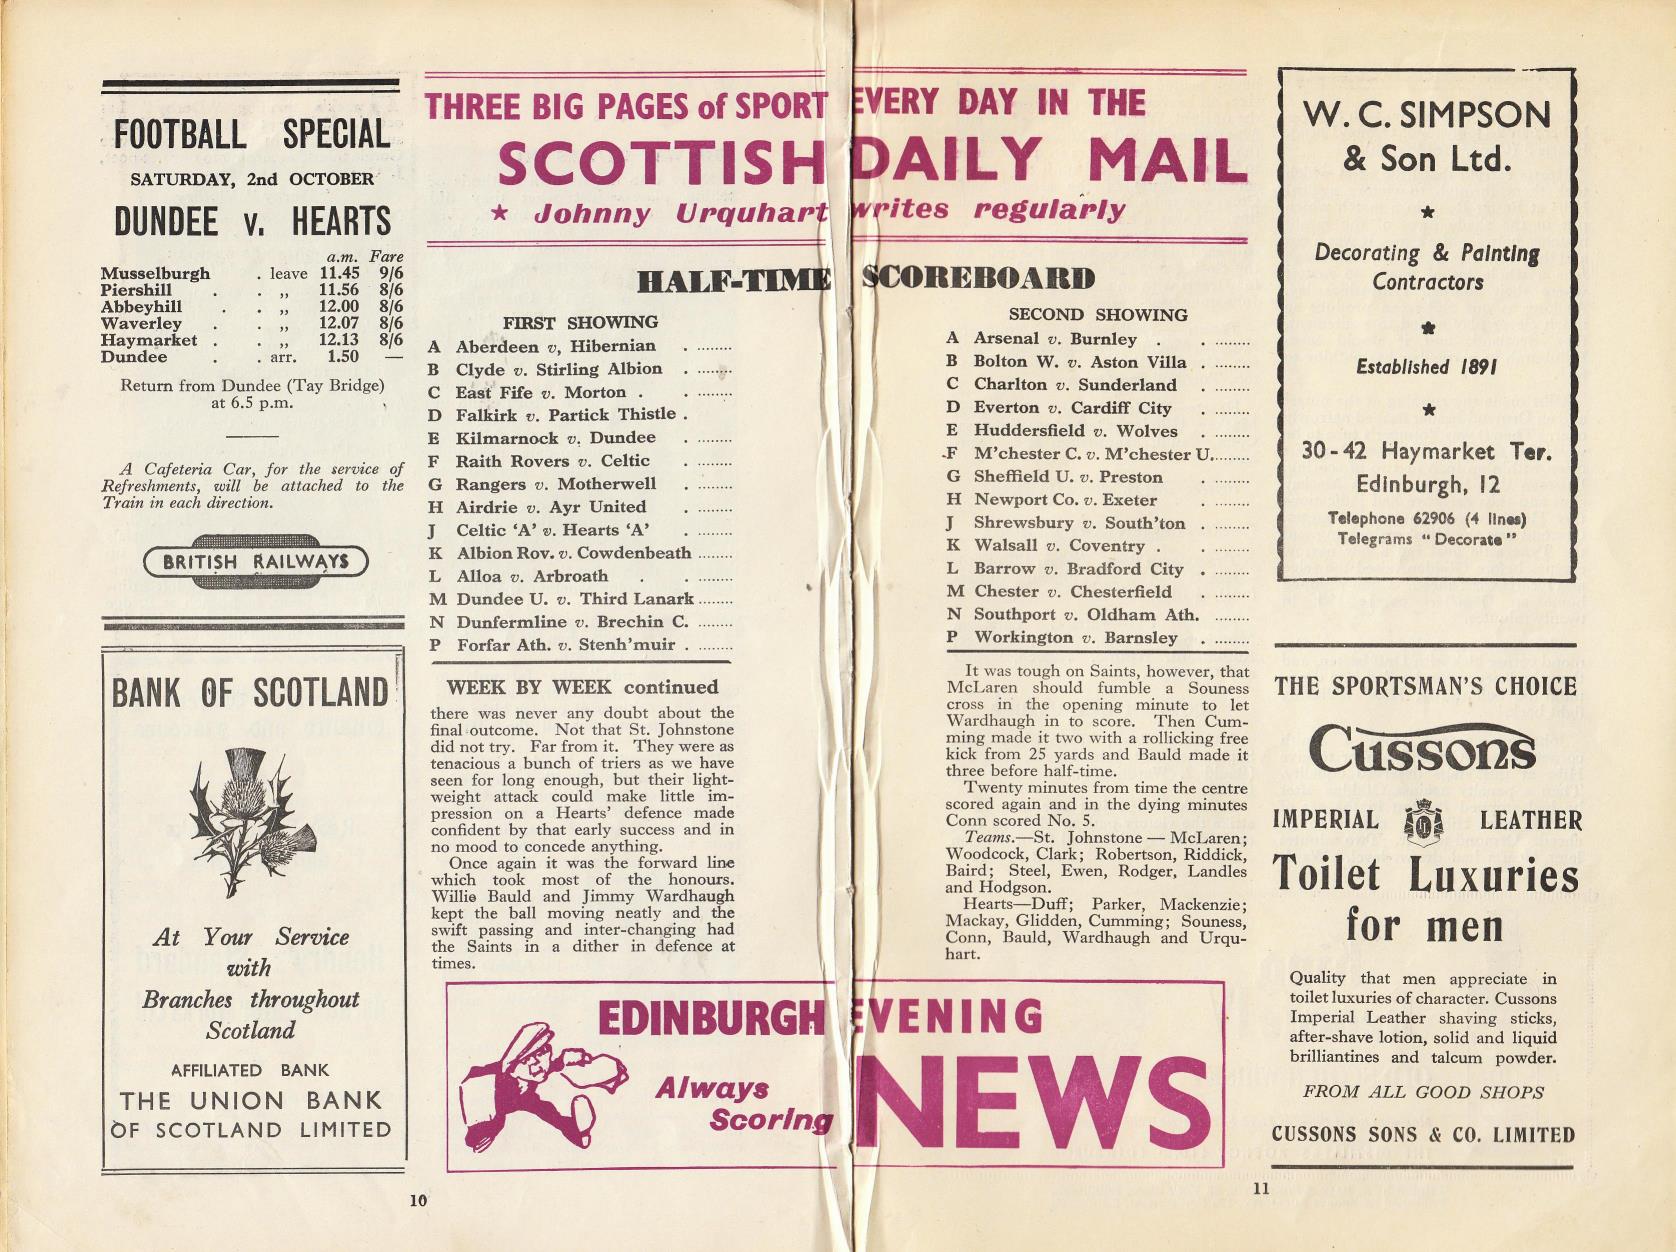 FOOTBALL SPECIAL
SATURDAY, 2nd OCTOBER
DUNDEE v. HEARTS
a.m. Fare
Musselburgh . leave 11.45 9/6
Piershill . . ,, 11.56 8/6
Abbeyhill . . ,, 12.00 8/6
Waverley . . ,, 12.07 8/6
Haymarket . . ,, 12.13 8/6
Dundee . . arr. 1.50 —
Return from Dundee (Tay Bridge)
at 6.5 p.m.
A Cafeteria Car, for the service of
Refreshments, will be attached to the
Train in each direction.
BRITISH RAILWAYS
BANK OF SCOTLAND
At Your Service
with
Branches throughout
Scotland
AFFILIATED BANK
THE UNION BANK
OF SCOTLAND LIMITED
THREE BIG PAGES of SPORT EVERY DAY IN THE
SCOTTISH DAILY MAIL
★ Johnny Urquhart writes regularly
HALF-TIME SCOREBOARD
FIRST SHOWING
A Aberdeen v, Hibernian . ........
B Clyde v. Stirling Albion . ........
C East Fife v. Morton . . ........
D Falkirk v. Partick Thistle .
E Kilmarnock v. Dundee . ........
F Raith Rovers v. Celtic . ........
G Rangers v. Motherwell . ........
H Airdrie v. Ayr United . ........
J Celtic ‘A’ v. Hearts ‘A’ . ........
K Albion Rov. v. Cowdenbeath ........
L Alloa v. Arbroath . . ........
M Dundee U. v. Third Lanark ........
N Dunfermline v. Brechin C. ........
P Forfar Ath. v. Stenh’muir . ........
WEEK BY WEEK continued
there was never any doubt about the
final outcome. Not that St. Johnstone
did not try. Far from it. They were as
tenacious a bunch of triers as we have
seen for long enough, but their light-
weight attack could make little im-
pression on a Hearts’ defence made
confident by that early success and in
no mood to concede anything.
Once again it was the forward line
which took most of the honours.
Willie Bauld and Jimmy Wardhaugh
kept the ball moving neatly and the
swift passing and inter-changing had
the Saints in a dither in defence at
times.
SECOND SHOWING
A Arsenal v. Burnley . . ........
B Bolton W. v. Aston Villa . ........
C Charlton v. Sunderland . ........
D Everton v. Cardiff City . ........
E Huddersfield v. Wolves . ........
F M’chester C. v. M’chester U. ........
G Sheffield U. v. Preston . ........
H Newport Co. v. Exeter . ........
J Shrewsbury v. South’ton . ........
K Walsall v. Coventry . . ........
L Barrow v. Bradford City . ........
M Chester v. Chesterfield . ........
N Southport v. Oldham Ath. ........
P Workington v. Barnsley . ........
It was tough on Saints, however, that
McLaren should fumble a Souness
cross in the opening minute to let
Wardhaugh in to score. Then Cum-
ming made it two with a rollicking free
kick from 25 yards and Bauld made it
three before half-time.
Twenty minutes from time the centre
scored again and in the dying minutes
Conn scored No. 5.
Teams.—St. Johnstone — McLaren;
Woodcock, Clark; Robertson, Riddick,
Baird; Steel, Ewen, Rodger, Landles
and Hodgson.
Hearts—Duff; Parker, Mackenzie;
Mackay, Glidden, Cumming; Souness,
Conn, Bauld, Wardhaugh and Urqu-
hart.
EDINBURGH EVENING
NEWS
Always
Scoring
W. C. SIMPSON
& Son Ltd.
★
Decorating & Painting
Contractors
★
Established 1891
★
30-42 Haymarket Ter.
Edinburgh, 12
Telephone 62906 (4 lines)
Telegrams “Decorate”
THE SPORTSMAN’S CHOICE
Cussons
IMPERIAL LEATHER
Toilet Luxuries
for men
Quality that men appreciate in
toilet luxuries of character. Cussons
Imperial Leather shaving sticks,
after-shave lotion, solid and liquid
brilliantines and talcum powder.
FROM ALL GOOD SHOPS
CUSSONS SONS & CO. LIMITED
10
11